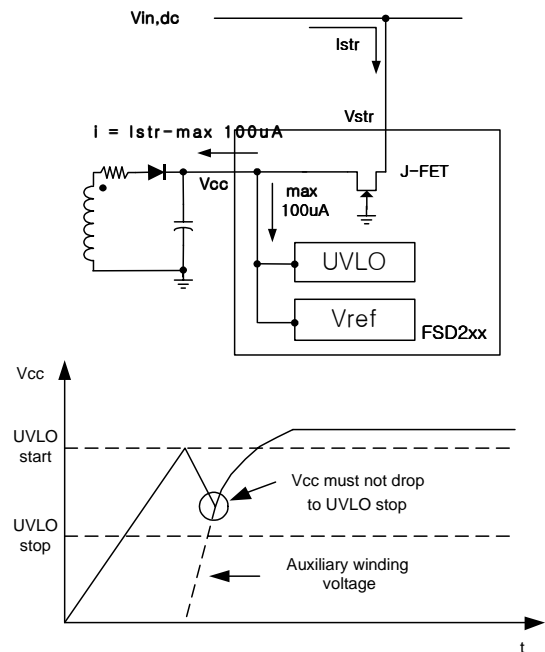 Vin,dc
Istr
Vstr
i = Istr-max 100uA
J-FET
Vcc
max
100uA
UVLO
Vref
FSD2xx
Vcc
UVLO
start
Vcc must not drop
to UVLO stop
UVLO
stop
Auxiliary winding
voltage
t